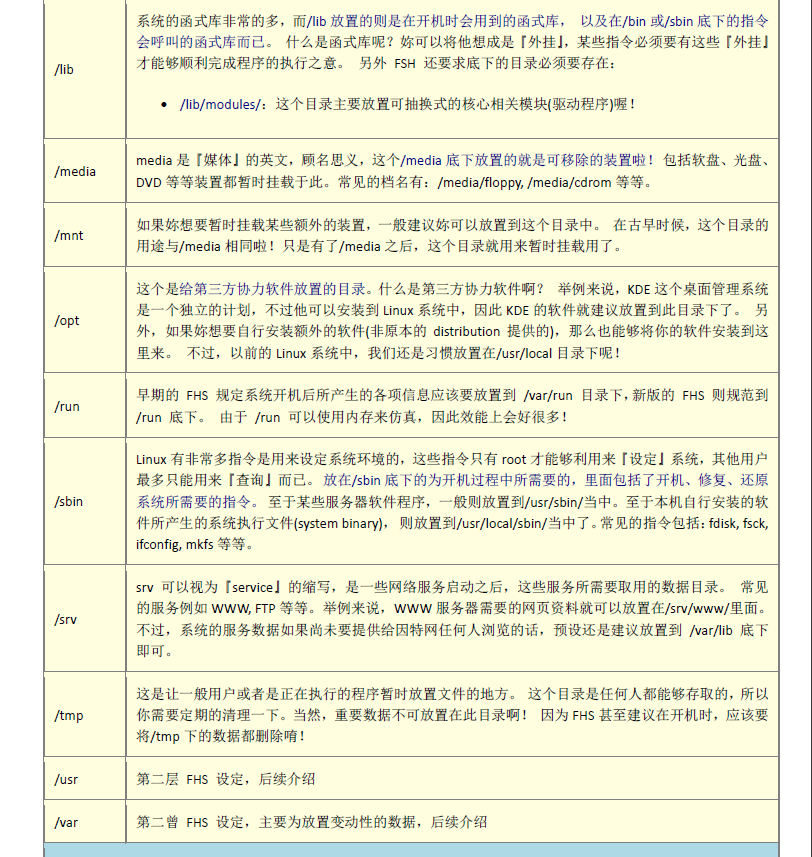 /lib
系统的函式库非常的多，而/lib 放置的则是在开机时会用到的函式库， 以及在/bin 或/sbin 底下的指令
会呼叫的函式库而已。 什么是函式库呢？妳可以将他想成是『外挂』，某些指令必须要有这些『外挂』
才能够顺利完成程序的执行之意。 另外 FSH 还要求底下的目录必须要存在：
• /lib/modules/：这个目录主要放置可抽换式的核心相关模块(驱动程序)喔！
/media
media 是『媒体』的英文，顾名思义，这个/media 底下放置的就是可移除的装置啦！ 包括软盘、光盘、
DVD 等等装置都暂时挂载于此。常见的档名有：/media/floppy, /media/cdrom 等等。
/mnt
如果妳想要暂时挂载某些额外的装置，一般建议妳可以放置到这个目录中。 在古早时候，这个目录的
用途与/media 相同啦！只是有了/media 之后，这个目录就用来暂时挂载用了。
/opt
这个是给第三方协力软件放置的目录。什么是第三方协力软件啊？ 举例来说，KDE 这个桌面管理系统
是一个独立的计划，不过他可以安装到 Linux 系统中，因此 KDE 的软件就建议放置到此目录下了。 另
外，如果妳想要自行安装额外的软件(非原本的 distribution 提供的)，那么也能够将你的软件安装到这
里来。 不过，以前的 Linux 系统中，我们还是习惯放置在/usr/local 目录下呢！
/run
早期的 FHS 规定系统开机后所产生的各项信息应该要放置到 /var/run 目录下，新版的 FHS 则规范到
/run 底下。 由于 /run 可以使用内存来仿真，因此效能上会好很多！
/sbin
Linux 有非常多指令是用来设定系统环境的，这些指令只有 root 才能够利用来『设定』系统，其他用户
最多只能用来『查询』而已。 放在/sbin 底下的为开机过程中所需要的，里面包括了开机、修复、还原
系统所需要的指令。 至于某些服务器软件程序，一般则放置到/usr/sbin/当中。至于本机自行安装的软
件所产生的系统执行文件(system binary)， 则放置到/usr/local/sbin/当中了。常见的指令包括：fdisk, fsck,
ifconfig, mkfs 等等。
/srv
srv 可以视为『service』的缩写，是一些网络服务启动之后，这些服务所需要取用的数据目录。 常见
的服务例如 WWW, FTP 等等。举例来说，WWW 服务器需要的网页资料就可以放置在/srv/www/里面。
不过，系统的服务数据如果尚未要提供给因特网任何人浏览的话，预设还是建议放置到 /var/lib 底下
即可。
/tmp
这是让一般用户或者是正在执行的程序暂时放置文件的地方。 这个目录是任何人都能够存取的，所以
你需要定期的清理一下。当然，重要数据不可放置在此目录啊！ 因为 FHS 甚至建议在开机时，应该要
将/tmp 下的数据都删除唷！
/usr
第二层 FHS 设定，后续介绍
/var
第二曾 FHS 设定，主要为放置变动性的数据，后续介绍